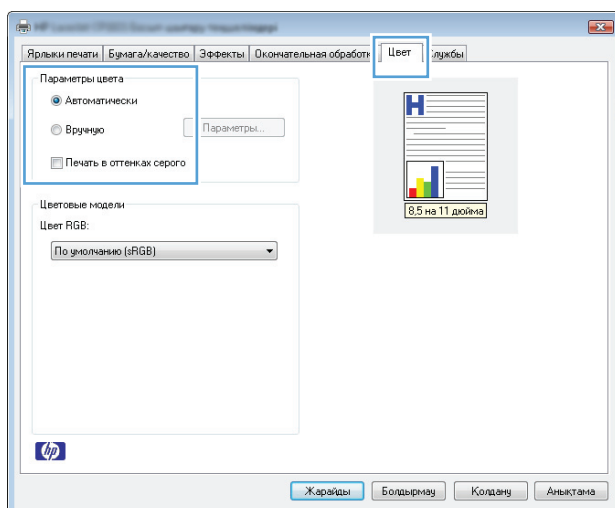 Ярлыки печати Бумага/качество Эффекты Окончательная обработк Цвет лужбы
Параметры цвета
Автоматически
Вручную Параметры...
Печать в оттенках серого
8,5 на 11 дюйма
Цветовые модели
Цвет RGB:
По умолчанию (sRGB)
hp
Жарайды Болдырмау Қолдану Анықтама